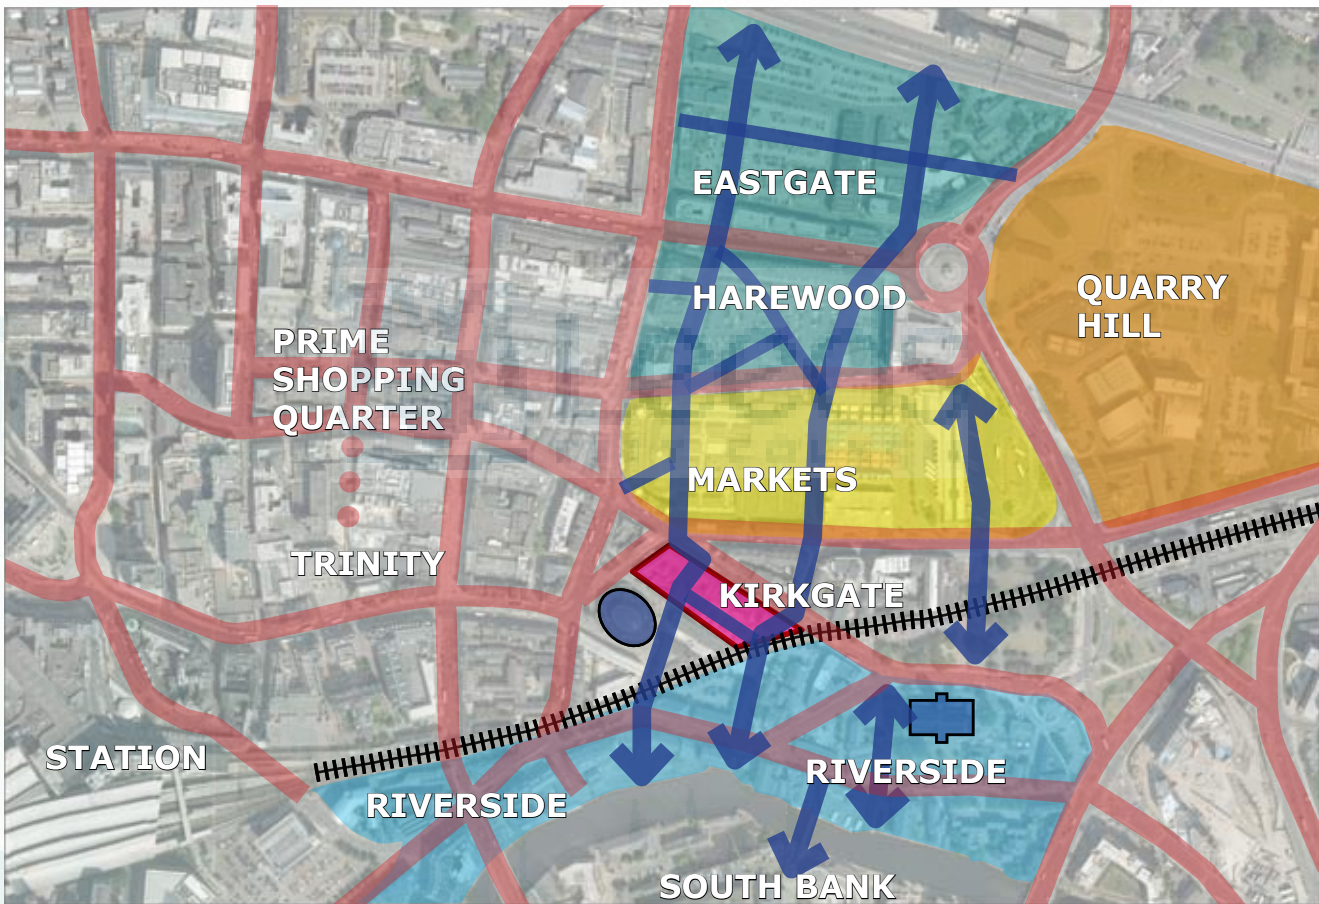 EASTGATE
HAREWOOD
QUARRY
HILL
PRIME
SHOPPING
QUARTER
MARKETS
TRINITY
KIRKGATE
STATION
RIVERSIDE
RIVERSIDE
SOUTH BANK